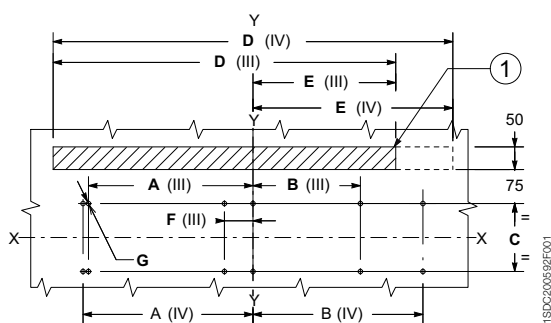 Y
D (IV)
D (III)
E (III)
1
E (IV)
Y
50
75
A (III)
B (III)
F (III)
=
X
X
C
G
=
Y
A (IV)
B (IV)
1SDC200592F001